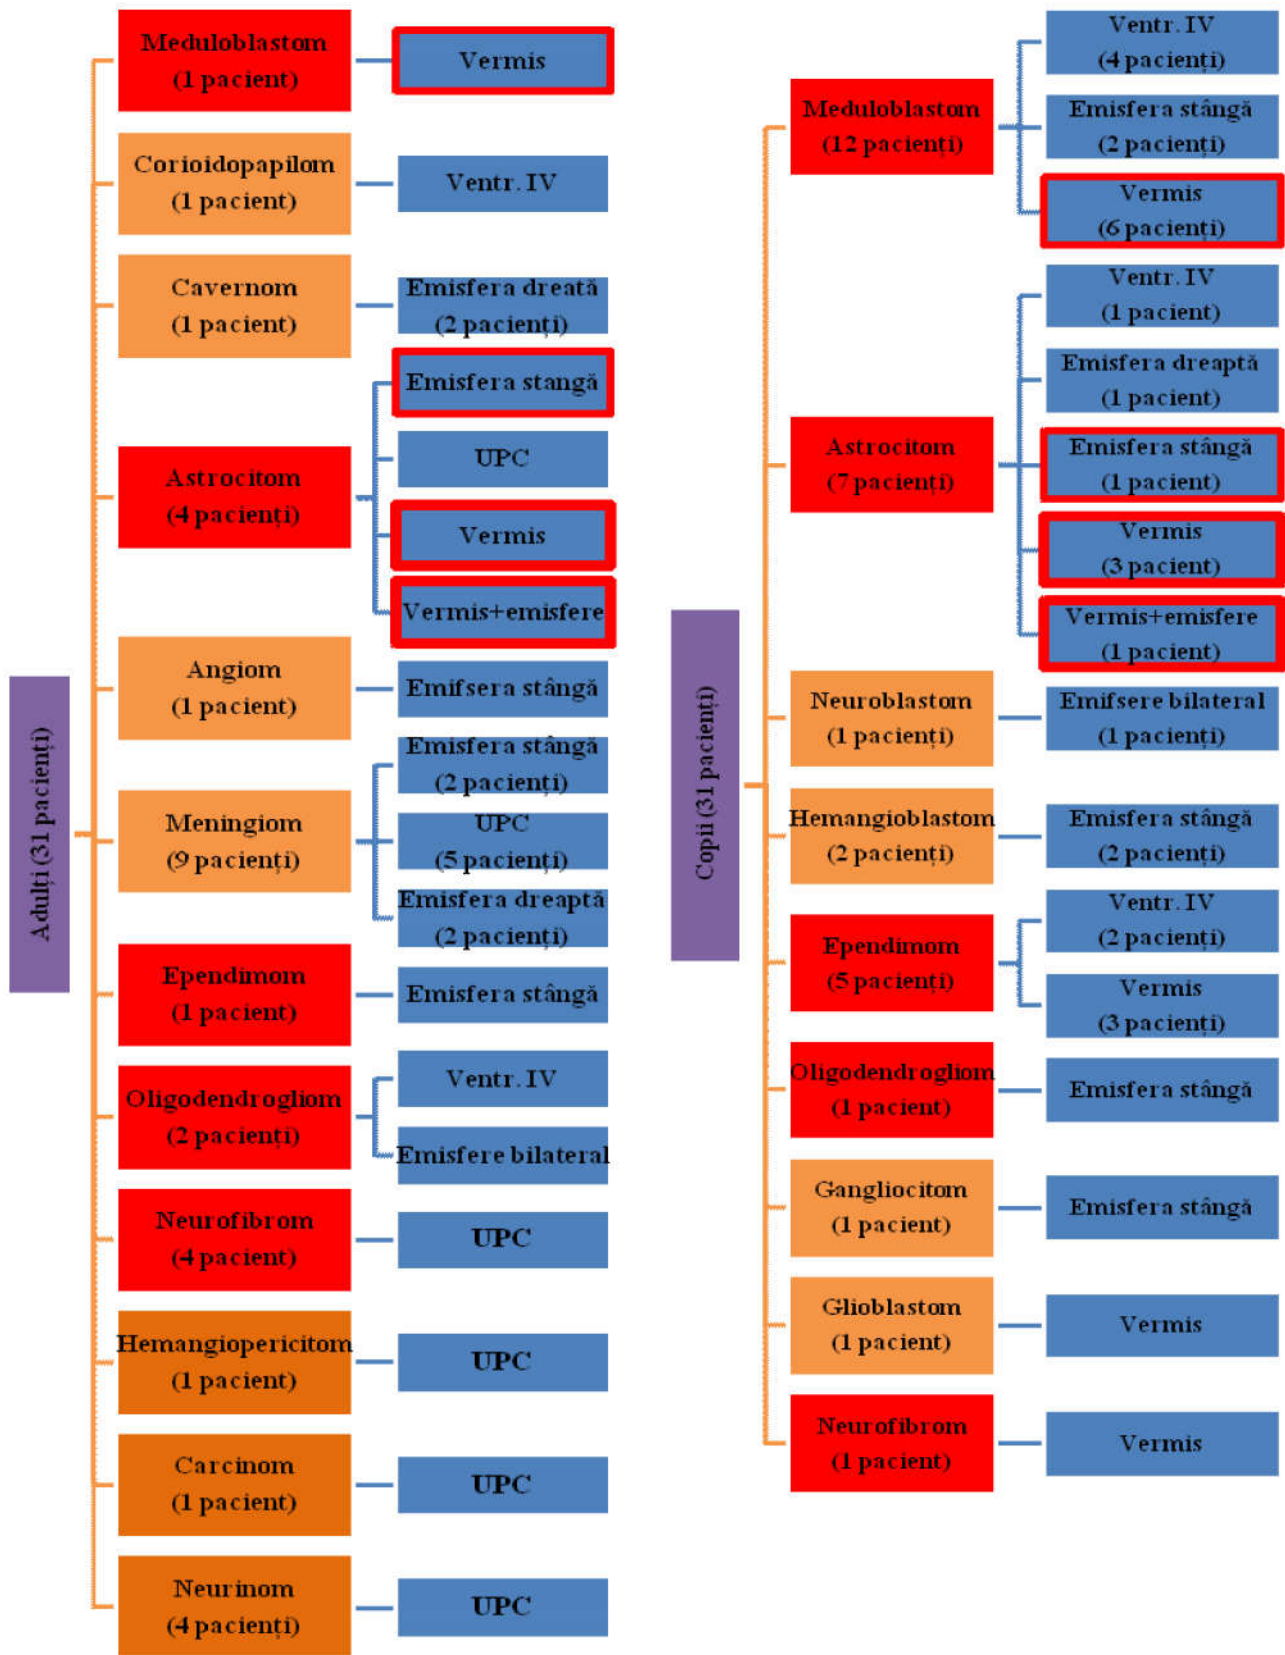 Adulți (31 pacienți)
Meduloblastom
(1 pacient)
Vermis
Corioidopapilom
(1 pacient)
Ventr. IV
Cavernom
(1 pacient)
Emisfera dreată
(2 pacienți)
Astrocitom
(4 pacienți)
Emisfera stangă
UPC
Vermis
Vermis+emisfere
Angiom
(1 pacient)
Emifsera stângă
Meningiom
(9 pacienți)
Emisfera stângă
(2 pacienți)
UPC
(5 pacienți)
Emisfera dreaptă
(2 pacienți)
Ependimom
(1 pacient)
Emisfera stângă
Oligodendrogliom
(2 pacienți)
Ventr. IV
Emisfere bilateral
Neurofibrom
(4 pacient)
UPC
Hemangiopericitom
(1 pacient)
UPC
Carcinom
(1 pacient)
UPC
Neurinom
(4 pacienți)
UPC
Copii (31 pacienți)
Meduloblastom
(12 pacienți)
Ventr. IV
(4 pacienți)
Emisfera stângă
(2 pacienți)
Vermis
(6 pacienți)
Astrocitom
(7 pacienți)
Ventr. IV
(1 pacient)
Emisfera dreaptă
(1 pacient)
Emisfera stângă
(1 pacient)
Vermis
(3 pacient)
Vermis+emisfere
(1 pacient)
Neuroblastom
(1 pacienți)
Emifsere bilateral
(1 pacienți)
Hemangioblastom
(2 pacienți)
Emisfera stângă
(2 pacienți)
Ependimom
(5 pacienți)
Ventr. IV
(2 pacienți)
Vermis
(3 pacienți)
Oligodendrogliom
(1 pacient)
Emisfera stângă
Gangliocitom
(1 pacient)
Emisfera stângă
Glioblastom
(1 pacient)
Vermis
Neurofibrom
(1 pacient)
Vermis